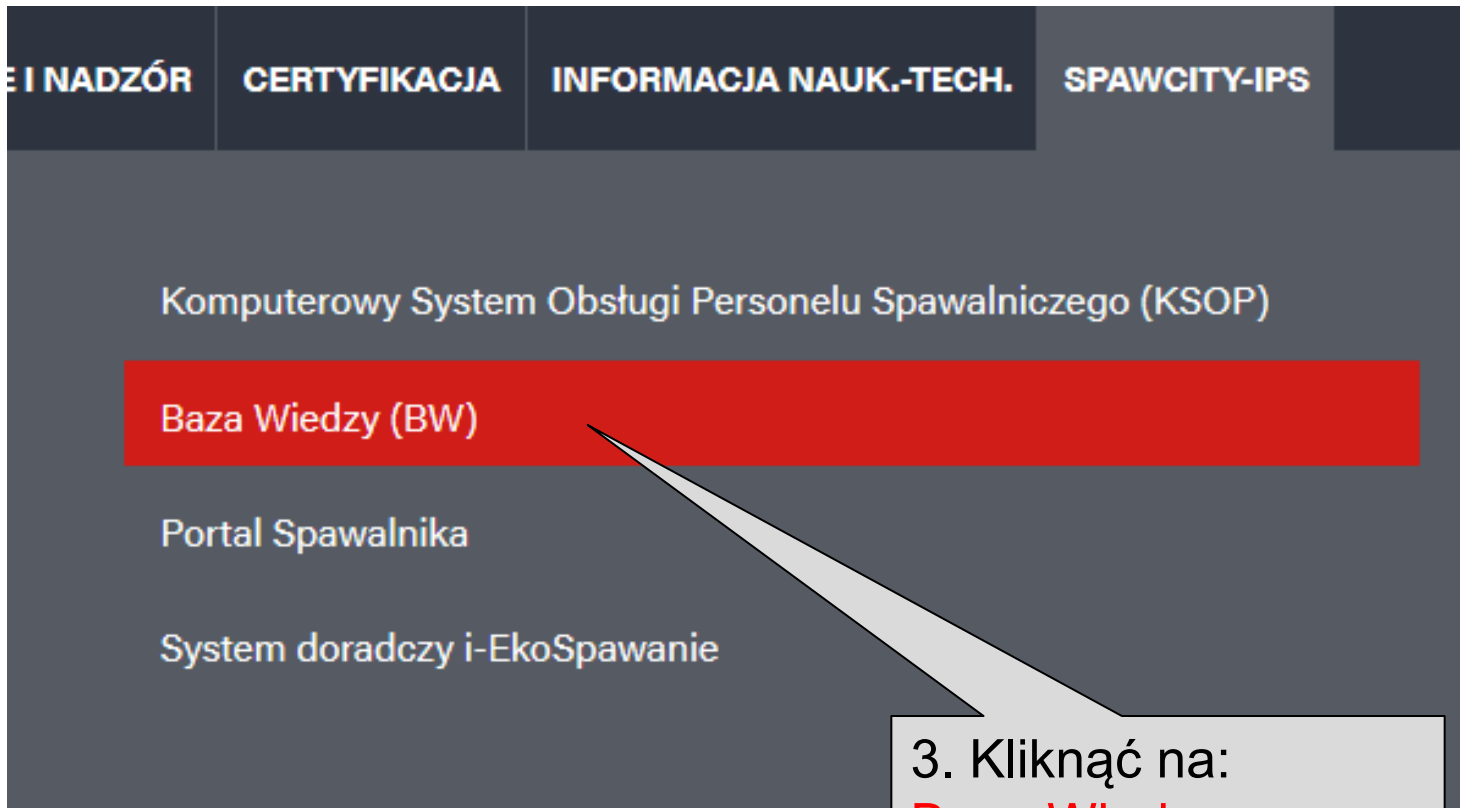 E I NADZÓR CERTYFIKACJA INFORMACJA NAUK.-TECH. SPAWCITY-IPS
Komputerowy System Obsługi Personelu Spawalniczego (KSOP)
Baza Wiedzy (BW)
Portal Spawalnika
System doradczy i-EkoSpawanie
3. Kliknąć na: